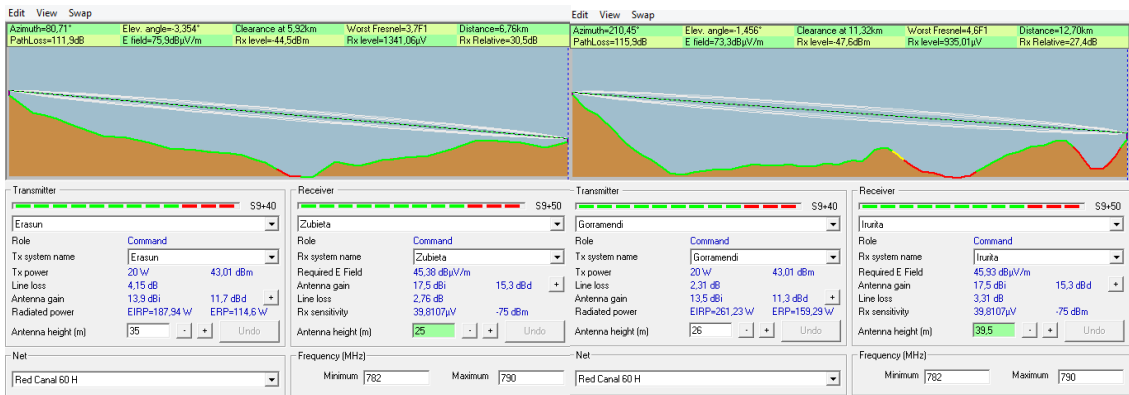 Edit View Swap
Azimuth=80,71° Elev. angle=-3,354° Clearance at 5,92km Worst Fresnel=3,7F1 Distance=6,76km
PathLoss=111,9dB E field=75,9dBµV/m Rx level=-44,5dBm Rx level=1341,06µV Rx Relative=30,5dB
Transmitter
S9+40
Erasun
Role Command
Tx system name Erasun
Tx power 20 W 43,01 dBm
Line loss 4,15 dB
Antenna gain 13,9 dBi 11,7 dBd +
Radiated power EIRP=187,94 W ERP=114,6 W
Antenna height (m) 35 - + Undo
Net
Red Canal 60 H
Receiver
S9+50
Zubieta
Role Command
Rx system name Zubieta
Required E Field 45,38 dBµV/m
Antenna gain 17,5 dBi 15,3 dBd +
Line loss 2,76 dB
Rx sensitivity 39,8107µV -75 dBm
Antenna height (m) 25 - + Undo
Frequency (MHz)
Minimum 782 Maximum 790
Edit View Swap
Azimuth=210,45° Elev. angle=-1,456° Clearance at 11,32km Worst Fresnel=4,6F1 Distance=12,70km
PathLoss=115,9dB E field=73,3dBµV/m Rx level=-47,6dBm Rx level=935,01µV Rx Relative=27,4dB
Transmitter
S9+40
Gorramendi
Role Command
Tx system name Gorramendi
Tx power 20 W 43,01 dBm
Line loss 2,31 dB
Antenna gain 13,5 dBi 11,3 dBd +
Radiated power EIRP=261,23 W ERP=159,29 W
Antenna height (m) 26 - + Undo
Net
Red Canal 60 H
Receiver
S9+50
Irurita
Role Command
Rx system name Irurita
Required E Field 45,93 dBµV/m
Antenna gain 17,5 dBi 15,3 dBd +
Line loss 3,31 dB
Rx sensitivity 39,8107µV -75 dBm
Antenna height (m) 39,5 - + Undo
Frequency (MHz)
Minimum 782 Maximum 790